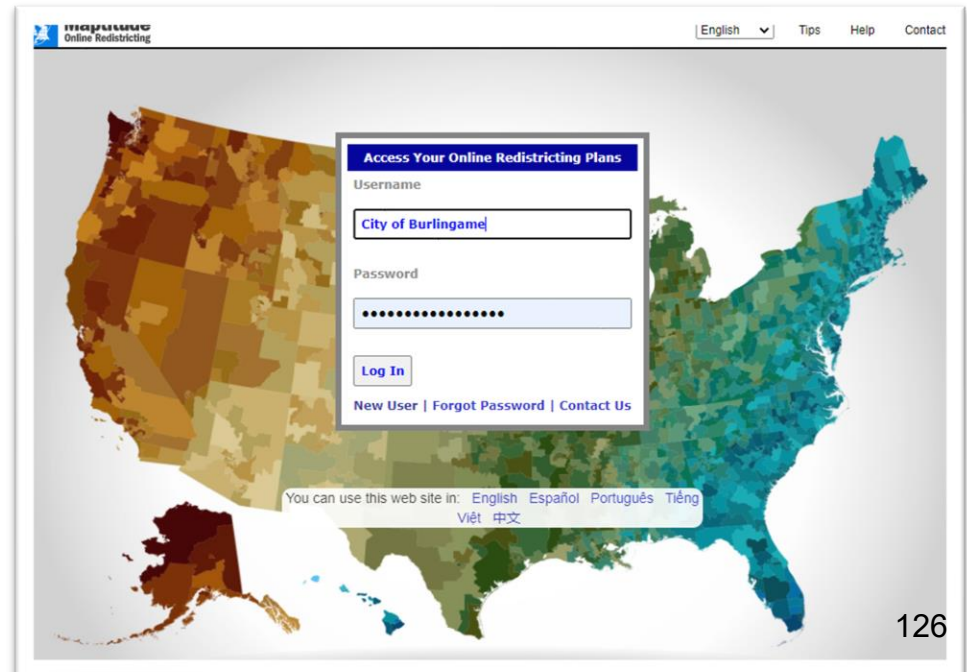 Maptitude
Online Redistricting
English Tips Help Contact
Access Your Online Redistricting Plans
Username
City of Burlingame
Password
•••••••••••••••••
Log In
New User | Forgot Password | Contact Us
You can use this web site in: English Español Português Tiếng
Việt 中文
126